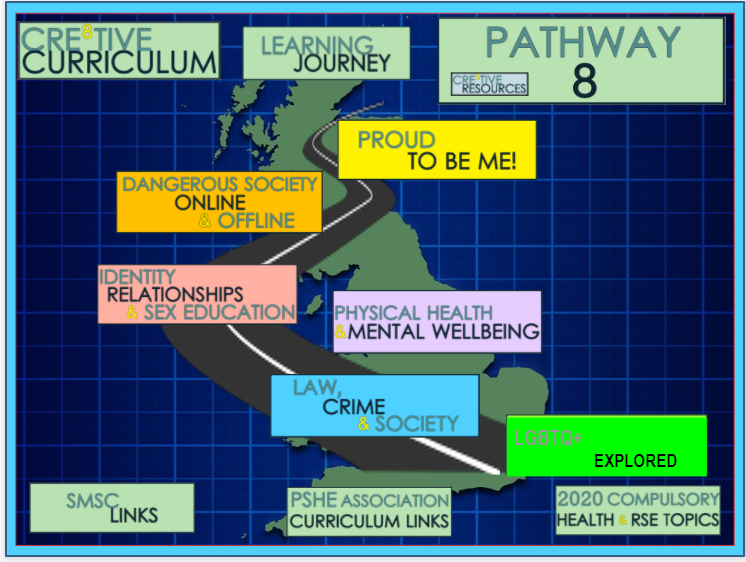 CRE8TIVE
CURRICULUM
LEARNING
JOURNEY
PATHWAY
8
CRE8TIVE
RESOURCES
PROUD
TO BE ME!
DANGEROUS SOCIETY
ONLINE
& OFFLINE
IDENTITY
RELATIONSHIPS
& SEX EDUCATION
PHYSICAL HEALTH
&MENTAL WELLBEING
LAW,
CRIME
& SOCIETY
LGBTQ+
EXPLORED
SMSC
LINKS
PSHE ASSOCIATION
CURRICULUM LINKS
2020 COMPULSORY
HEALTH & RSE TOPICS